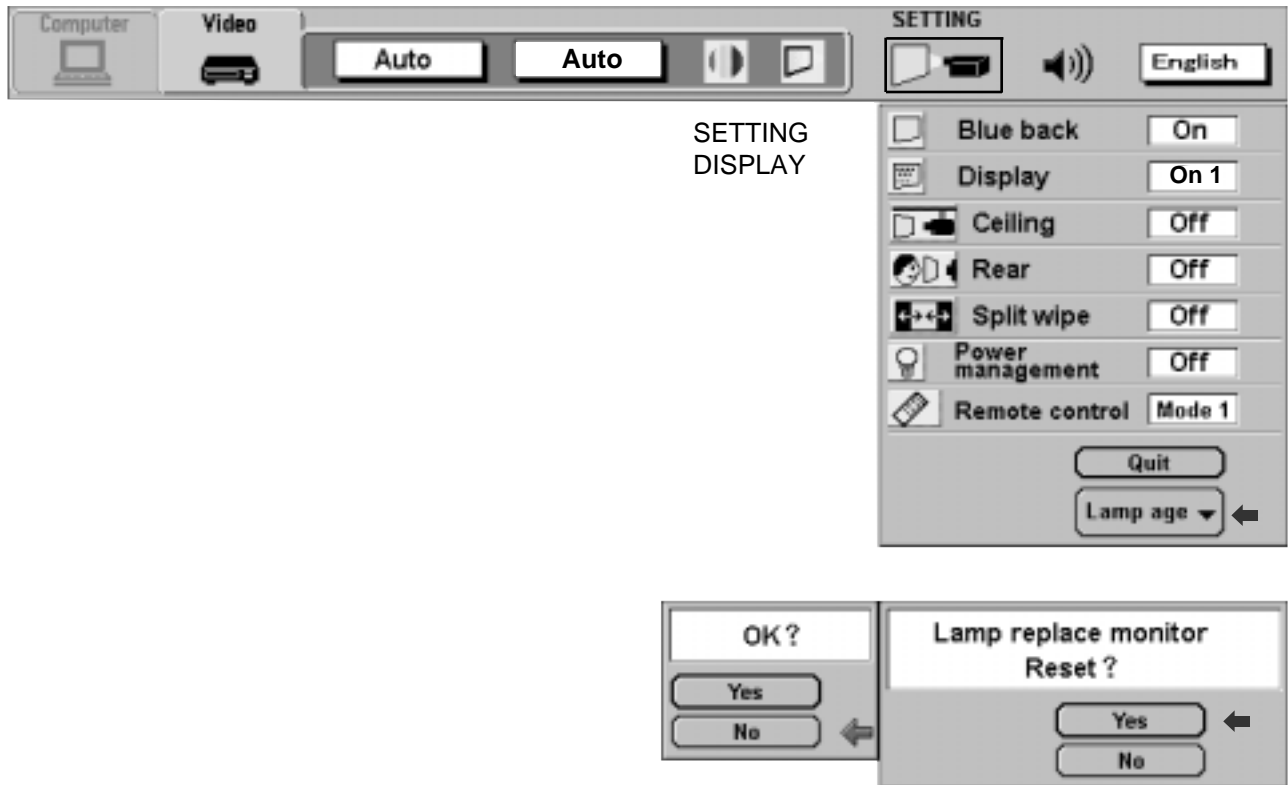 Computer
Video
Auto
Auto
SETTING
English
SETTING
DISPLAY
Blue back On
Display On 1
Ceiling Off
Rear Off
Split wipe Off
Power
management Off
Remote control Mode 1
Quit
Lamp age
OK?
Yes
No
Lamp replace monitor
Reset?
Yes
No